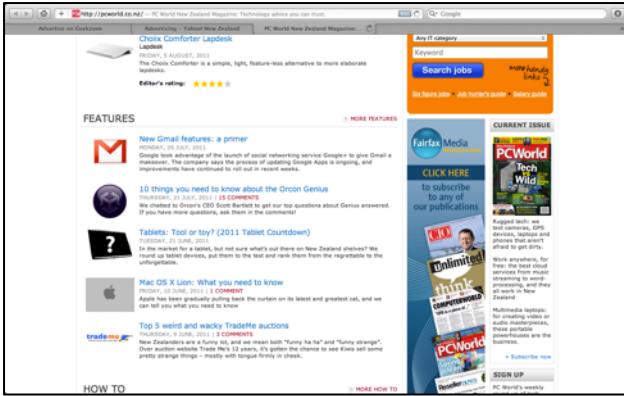 http://pcworld.co.nz/ — PC World New Zealand Magazine: Technology advice you can trust.
Google
Advertise on Geekzone
Advertising - Yahoo! New Zealand
PC World New Zealand Magazine:...
Choiix Comforter Lapdesk
Lapdesk
FRIDAY, 5 AUGUST, 2011
The Choiix Comforter is a simple, light, feature-less alternative to more elaborate
lapdesks.
Editor's rating:
FEATURES
MORE FEATURES
New Gmail features: a primer
MONDAY, 25 JULY, 2011
Google took advantage of the launch of social networking service Google+ to give Gmail a
makeover. The company says the process of updating Google Apps is ongoing, and
improvements have continued to roll out in recent weeks.
10 things you need to know about the Orcon Genius
THURSDAY, 21 JULY, 2011 | 15 COMMENTS
We chatted to Orcon's CEO Scott Bartlett to get our top questions about Genius answered.
If you have more questions, ask them in the comments!
?
Tablets: Tool or toy? (2011 Tablet Countdown)
TUESDAY, 21 JUNE, 2011
In the market for a tablet, but not sure what's out there on New Zealand shelves? We
round up tablet devices, put them to the test and rank them from the regrettable to the
unforgettable.
Mac OS X Lion: What you need to know
FRIDAY, 10 JUNE, 2011 | 1 COMMENT
Apple has been gradually pulling back the curtain on its latest and greatest cat, and we
can tell you what you need to know
trademe
Top 5 weird and wacky TradeMe auctions
THURSDAY, 9 JUNE, 2011 | 3 COMMENTS
New Zealanders are a funny lot, and we mean both "funny ha ha" and "funny strange".
Over auction website Trade Me's 12 years, it's gotten the chance to see Kiwis sell some
pretty strange things – mostly with tongue firmly in cheek.
HOW TO
MORE HOW TO
Any IT category
Keyword
Search jobs
more handy
links
Six figure jobs • Job hunter's guide • Salary guide
Fairfax Media
CLICK HERE
to subscribe
to any of
our publications
CIO
Unlimited
think
COMPUTERWORLD
PCWorld
Reseller news
CURRENT ISSUE
PCWorld
Tech
Wild
Rugged tech: we
test cameras, GPS
devices, laptops and
phones that aren't
afraid to get dirty.
Work anywhere, for
free: the best cloud
services from music
streaming to word-
processing, and they
all work in New
Zealand
Multimedia laptops:
for creating video or
audio masterpieces,
these portable
powerhouses are the
business.
» Subscribe now
SIGN UP
PC World's weekly